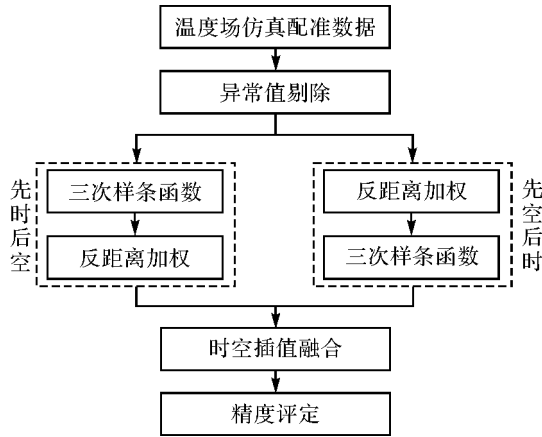 温度场仿真配准数据
异常值剔除
先时后空
三次样条函数
反距离加权
反距离加权
三次样条函数
先空后时
时空插值融合
精度评定